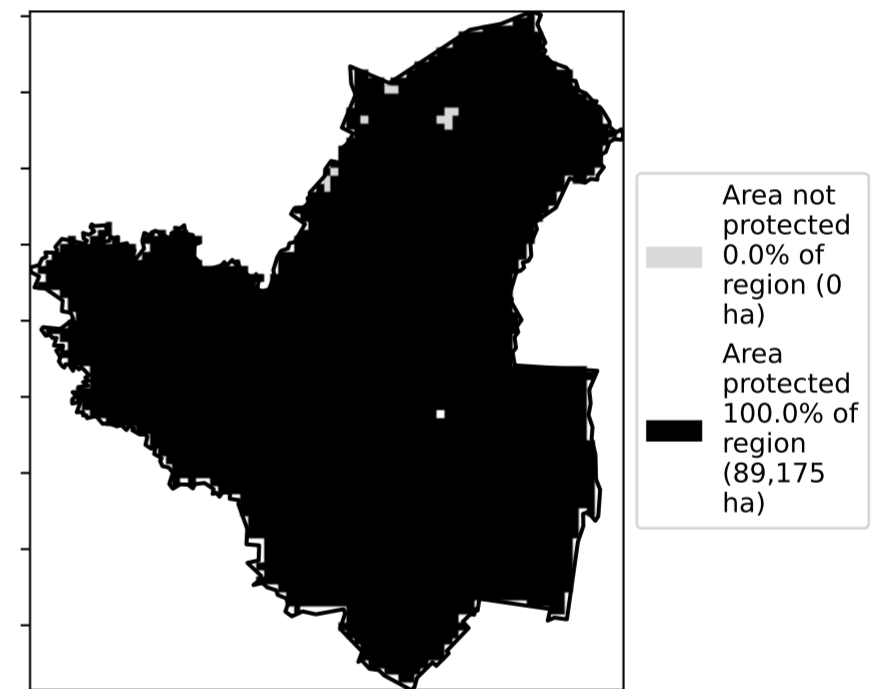 Area not
protected
0.0% of
region (0
ha)
Area
protected
100.0% of
region
(89,175
ha)